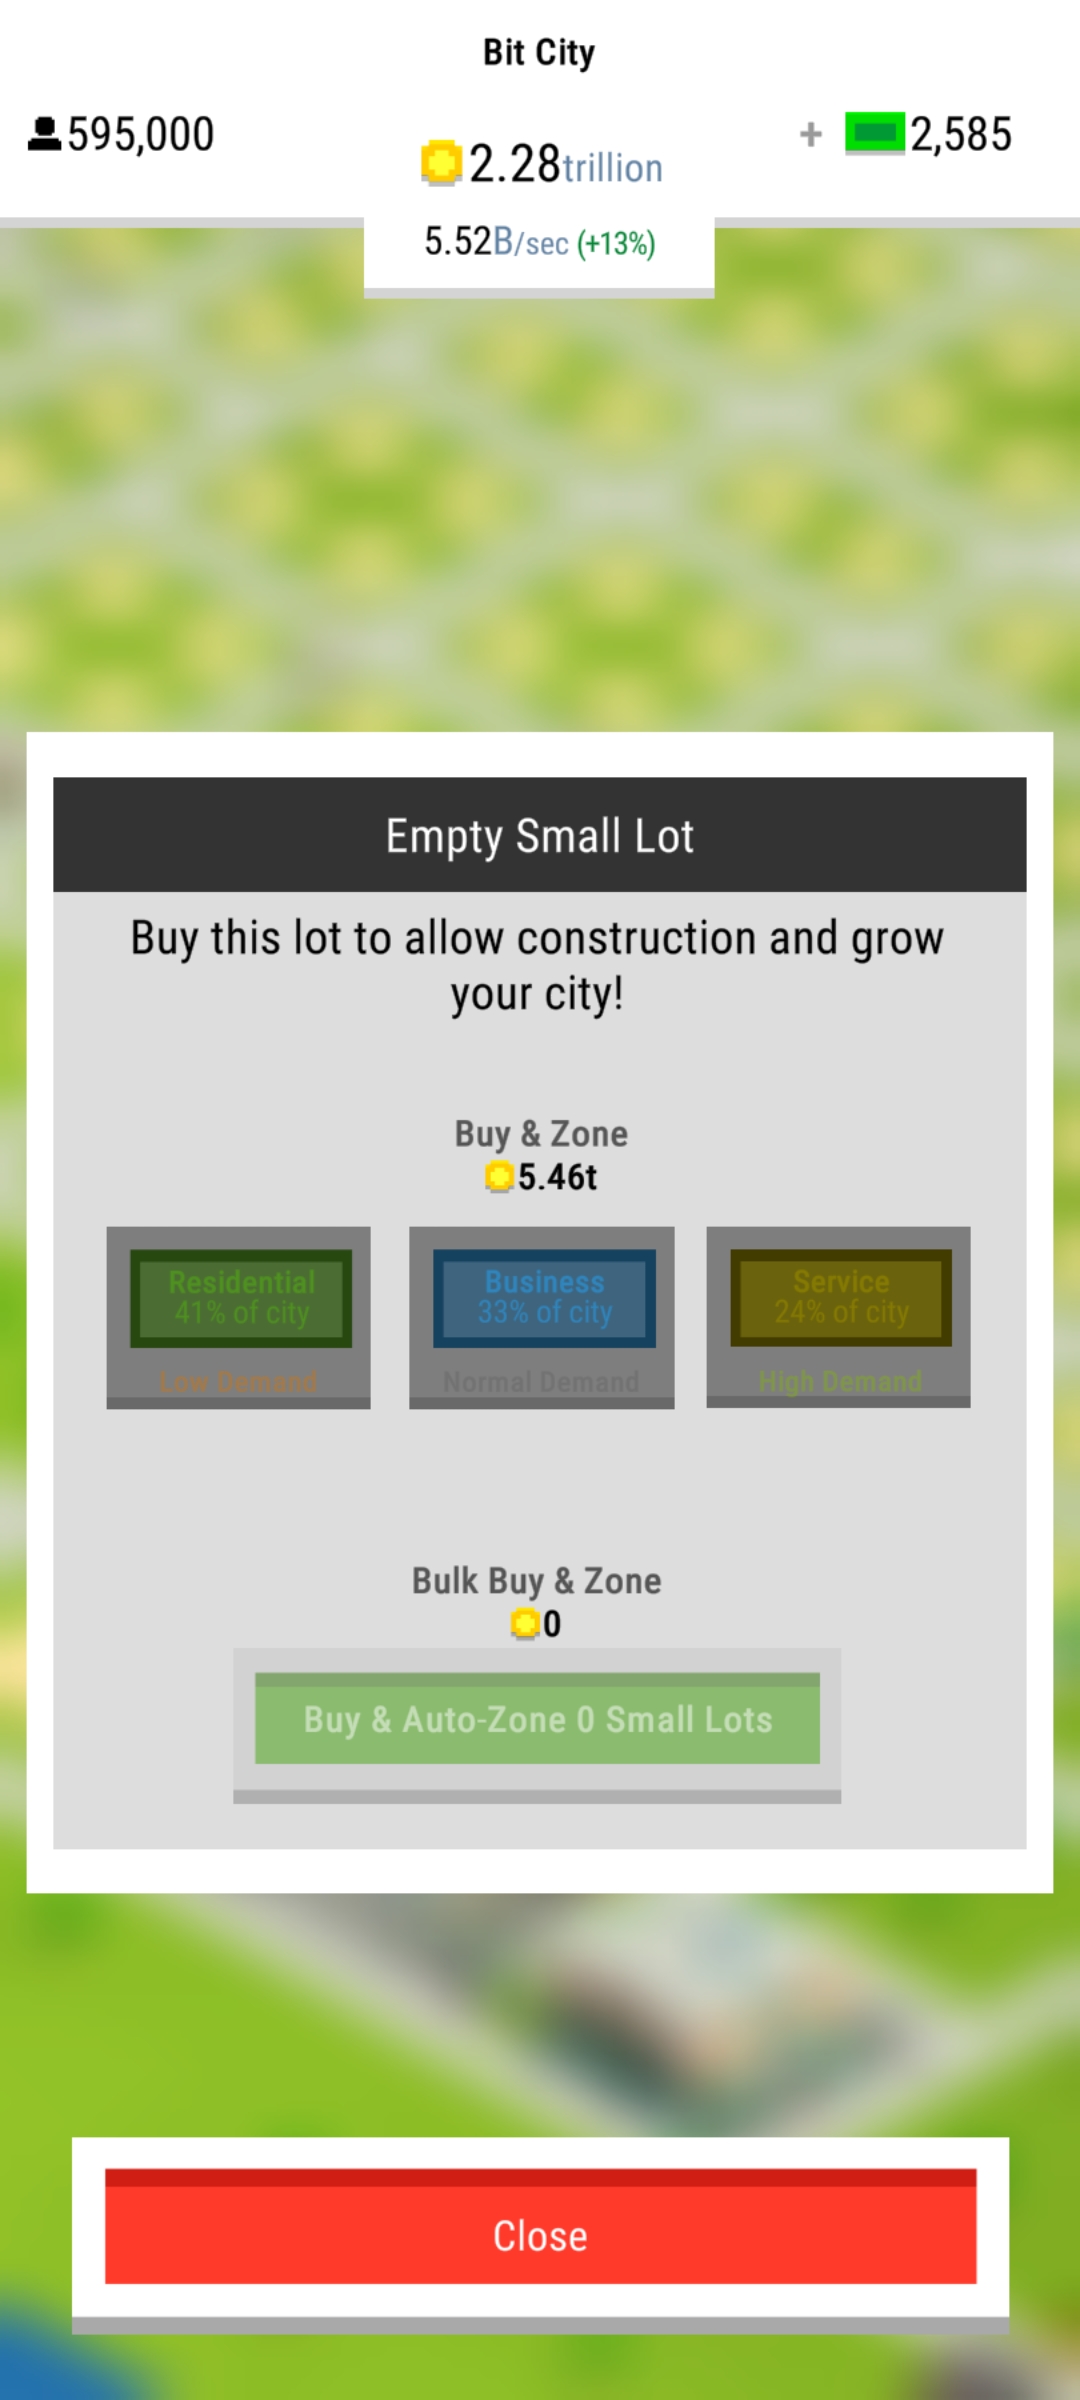 Bit City
595,000
2.28trillion
+ 2,585
5.52B/sec (+13%)
Empty Small Lot
Buy this lot to allow construction and grow
your city!
Buy & Zone
5.46t
Residential
41% of city
Low Demand
Business
33% of city
Normal Demand
Service
24% of city
High Demand
Bulk Buy & Zone
0
Buy & Auto-Zone 0 Small Lots
Close